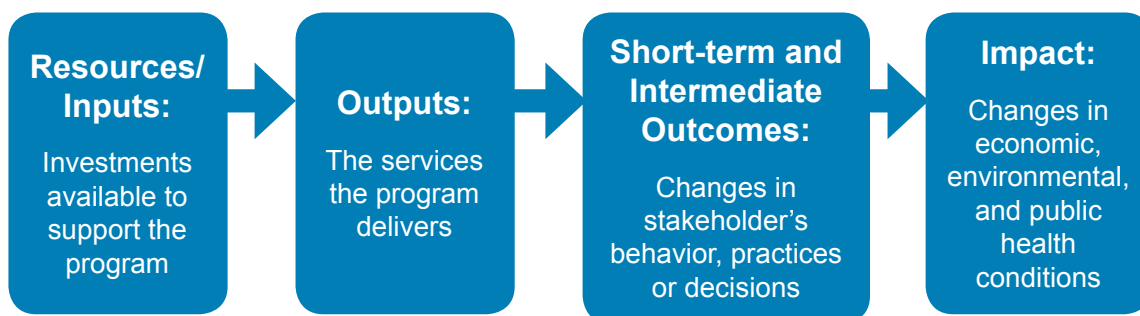 Resources/
Inputs:
Investments
available to
support the
program
Outputs:
The services
the program
delivers
Short-term and
Intermediate
Outcomes:
Changes in
stakeholder’s
behavior, practices
or decisions
Impact:
Changes in
economic,
environmental,
and public
health
conditions